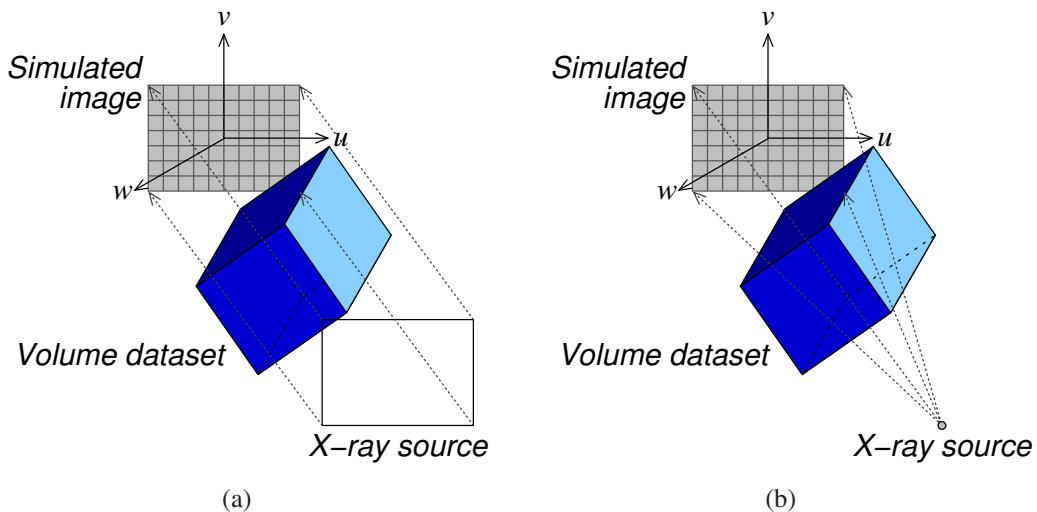 v
Simulated
image
u
w
Volume dataset
X−ray source
(a)
v
Simulated
image
u
w
Volume dataset
X−ray source
(b)